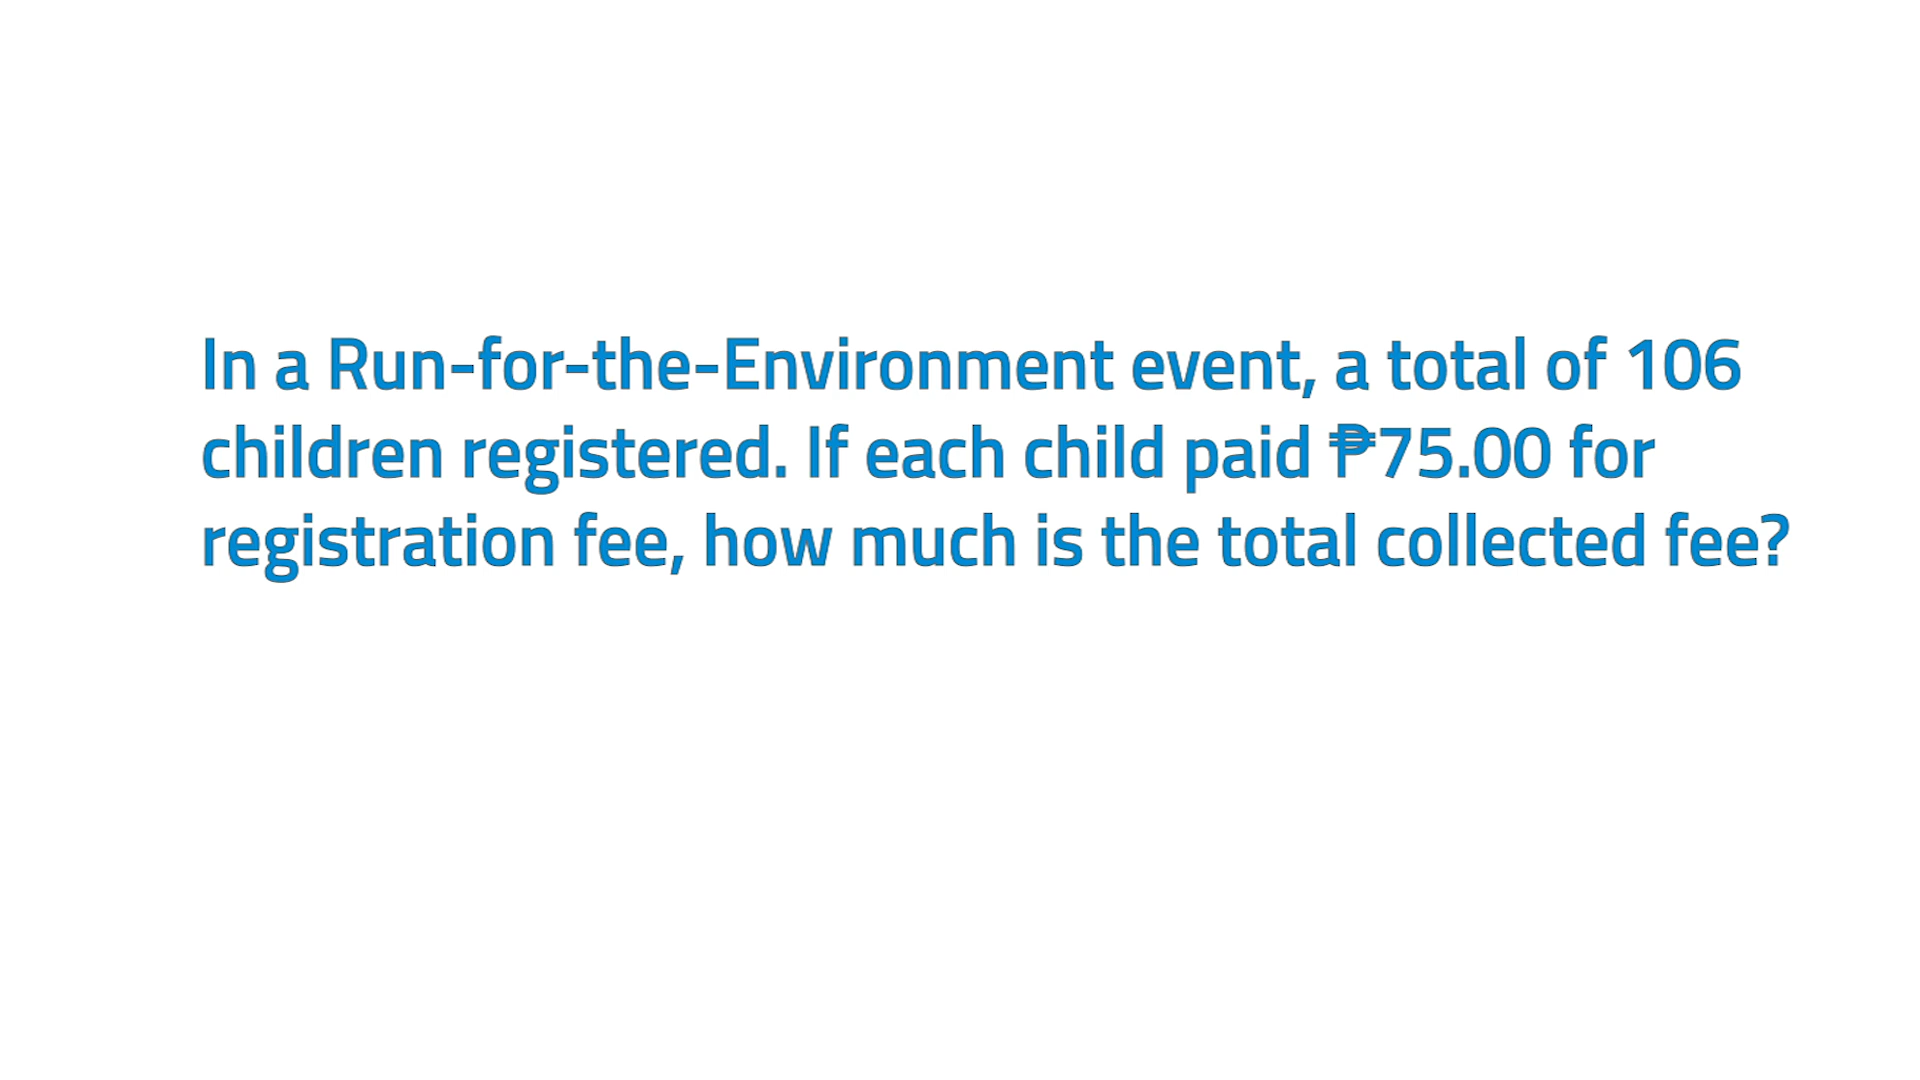 In a Run-for-the-Environment event, a total of 106
children registered. If each child paid ₱75.00 for
registration fee, how much is the total collected fee?